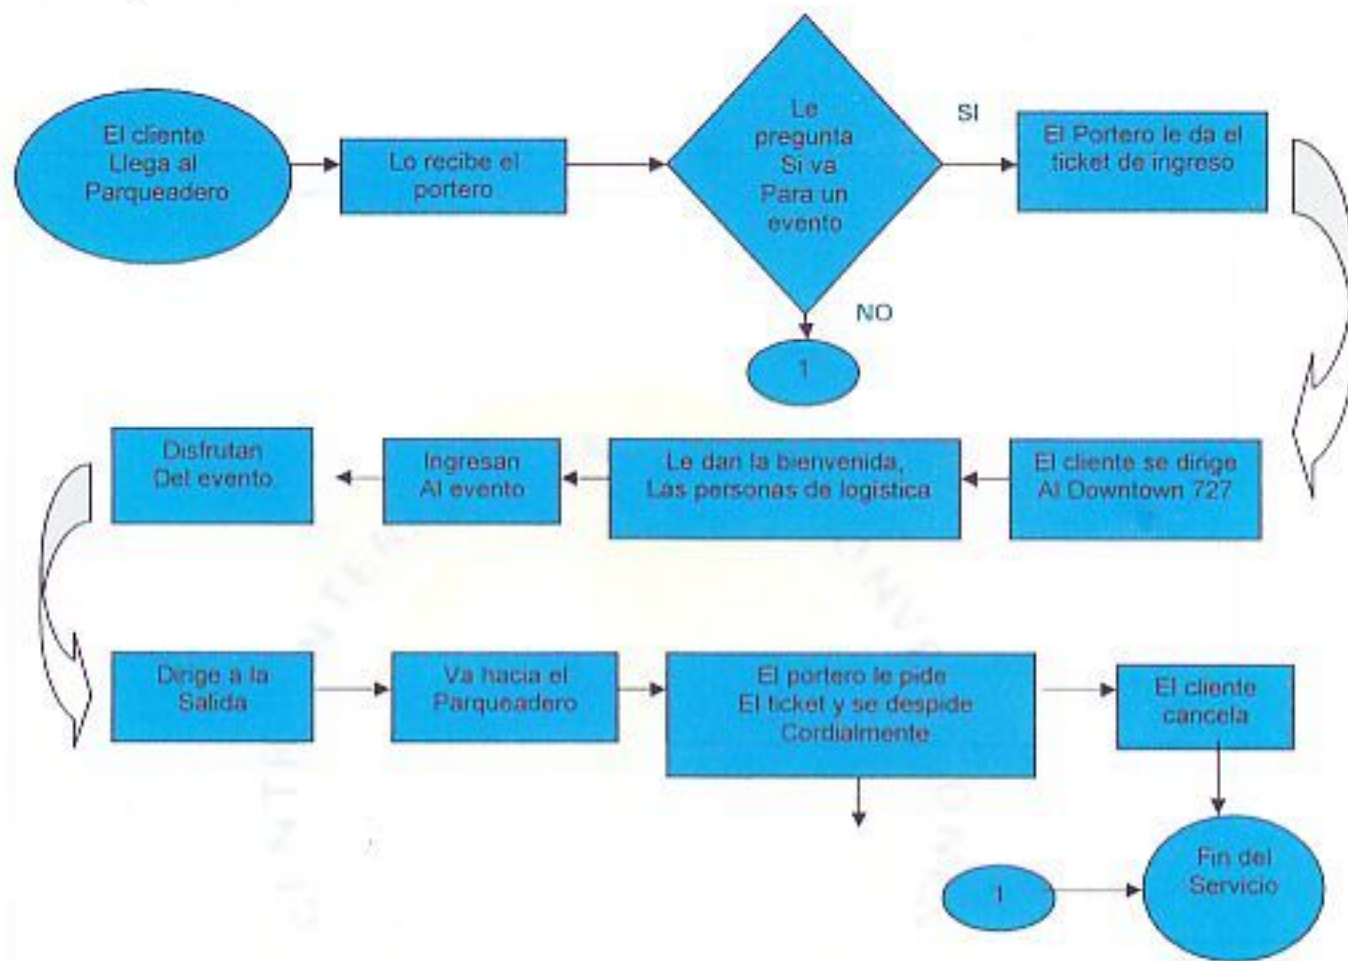 El cliente
Llega al
Parqueadero
Lo recibe el
portero
Le
pregunta
Si va
Para un
evento
SI
El Portero le da el
ticket de ingreso
NO
1
Disfrutan
Del evento
Ingresan
Al evento
Le dan la bienvenida,
Las personas de logística
El cliente se dirige
Al Downtown 727
Dirige a la
Salida
Va hacia el
Parqueadero
El portero le pide
El ticket y se despide
Cordialmente
El cliente
cancela
1
Fin del
Servicio